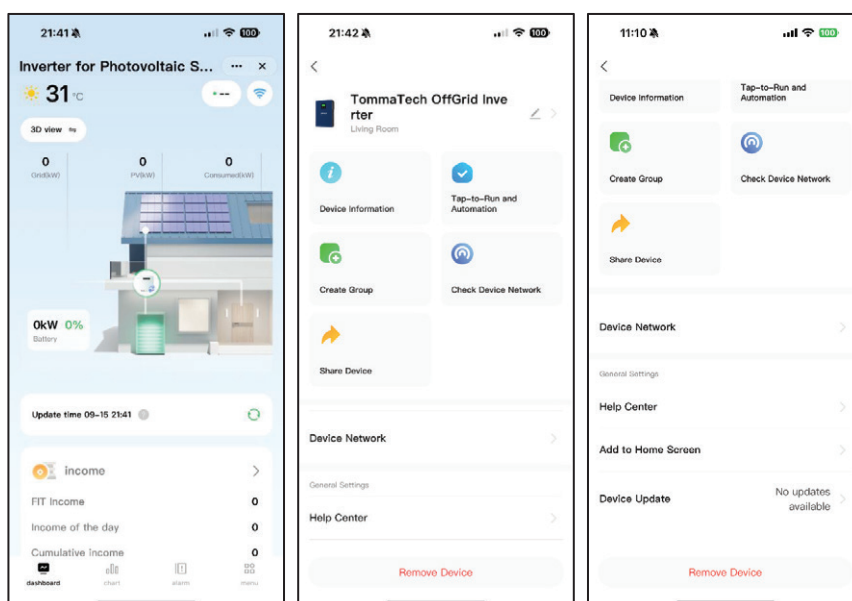 21:41
100
Inverter for Photovoltaic S...
31 °C
--
3D view
0
0
0
Grid(kW)
PV(kW)
Consumed(kW)
0kW 0%
Battery
Update time 09-15 21:41
income
FIT Income 0
Income of the day 0
Cumulative income 0
dashboard
chart
alarm
menu
21:42
100
TommaTech OffGrid Inve
rter
Living Room
Device Information
Tap-to-Run and
Automation
Create Group
Check Device Network
Share Device
Device Network
General Settings
Help Center
Remove Device
11:10
100
Device Information
Tap-to-Run and
Automation
Create Group
Check Device Network
Share Device
Device Network
General Settings
Help Center
Add to Home Screen
Device Update
No updates
available
Remove Device